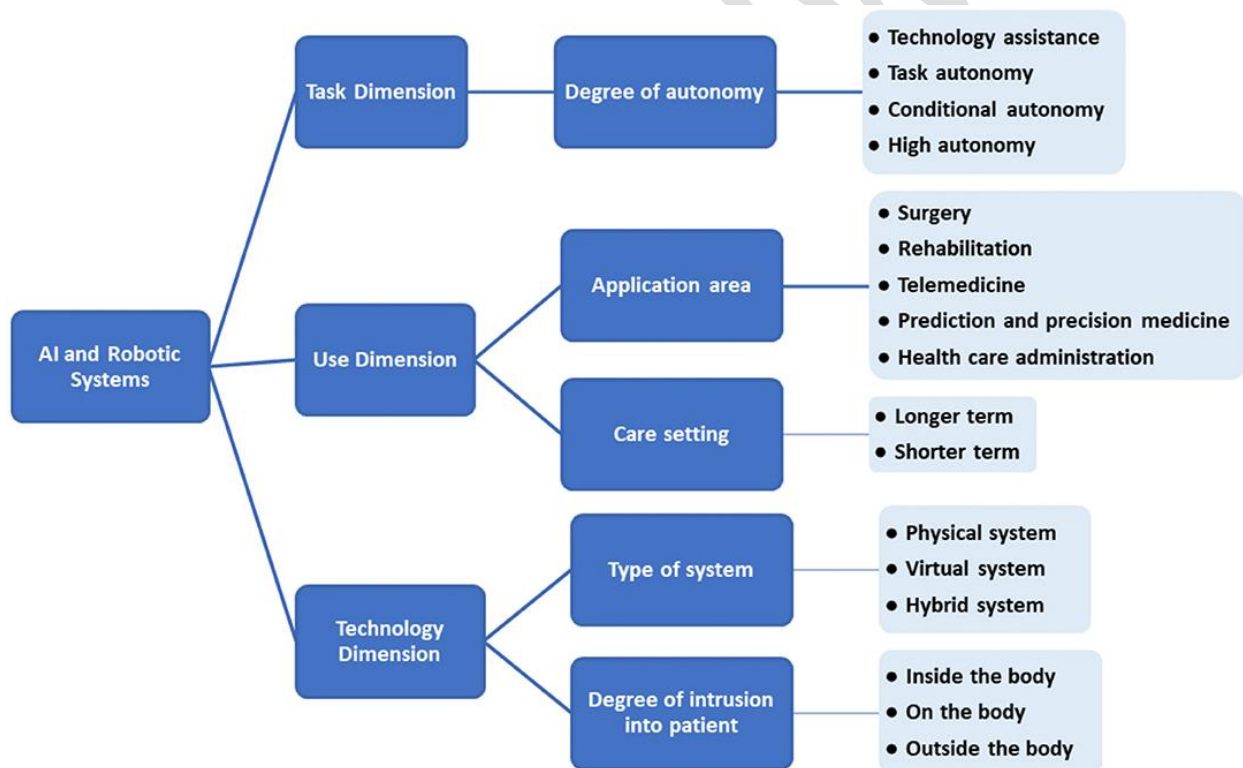 AI and Robotic
Systems
Task Dimension
Degree of autonomy
● Technology assistance
● Task autonomy
● Conditional autonomy
● High autonomy
Use Dimension
Application area
● Surgery
● Rehabilitation
● Telemedicine
● Prediction and precision medicine
● Health care administration
Care setting
● Longer term
● Shorter term
Technology
Dimension
Type of system
● Physical system
● Virtual system
● Hybrid system
Degree of intrusion
into patient
● Inside the body
● On the body
● Outside the body